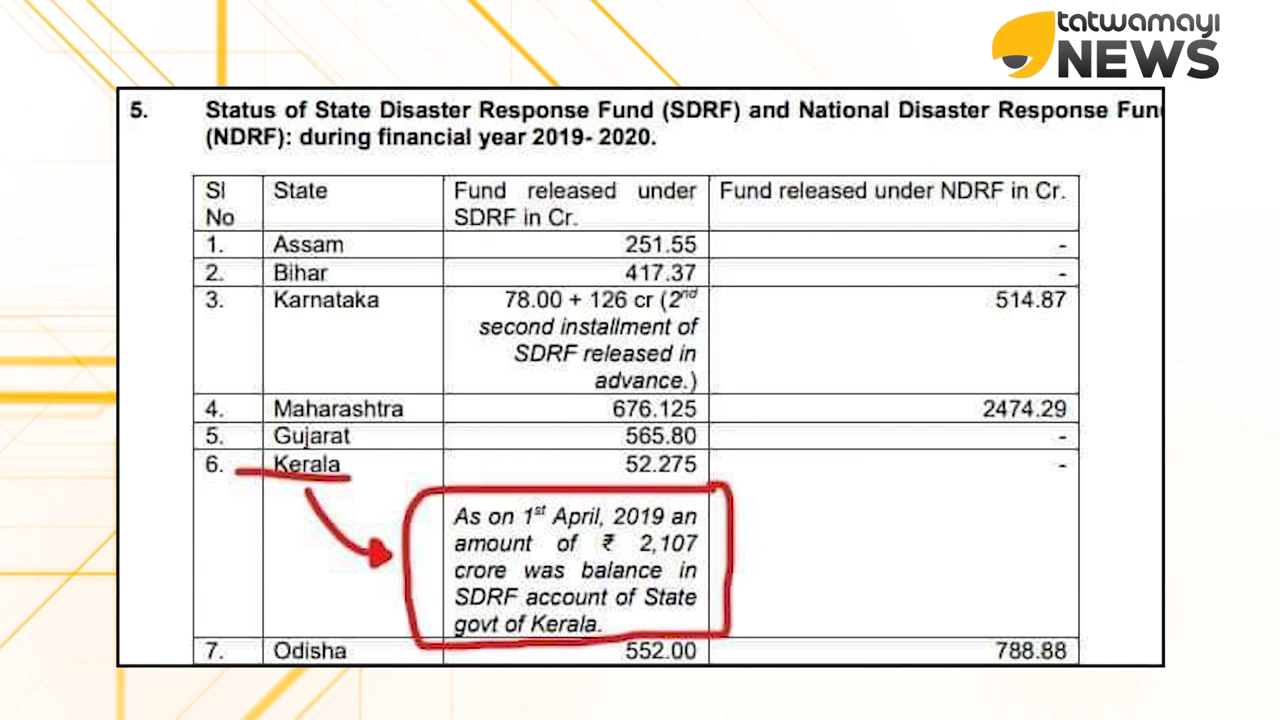 tatwamayi
NEWS
5. Status of State Disaster Response Fund (SDRF) and National Disaster Response Fun
(NDRF): during financial year 2019- 2020.
Sl No State Fund released under SDRF in Cr. Fund released under NDRF in Cr.
1. Assam 251.55 -
2. Bihar 417.37 -
3. Karnataka 78.00 + 126 cr (2nd 514.87
second installment of
SDRF released in
advance.)
4. Maharashtra 676.125 2474.29
5. Gujarat 565.80 -
6. Kerala 52.275 -
As on 1st April, 2019 an
amount of ₹ 2,107
crore was balance in
SDRF account of State
govt of Kerala.
7. Odisha 552.00 788.88